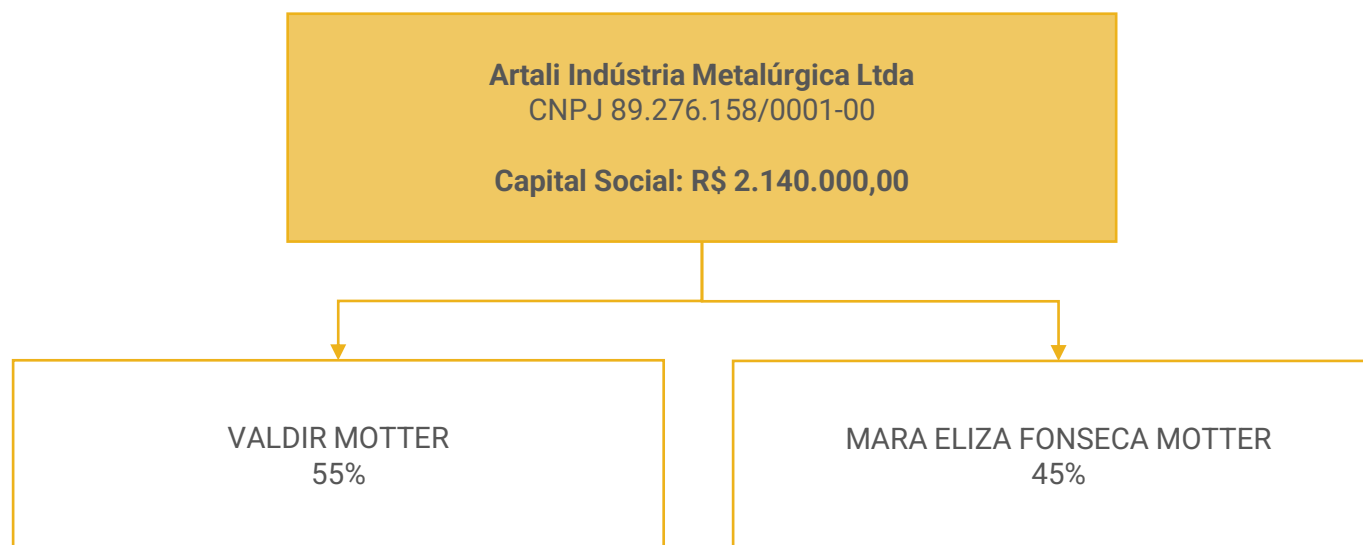 Artali Indústria Metalúrgica Ltda
CNPJ 89.276.158/0001-00
Capital Social: R$ 2.140.000,00
VALDIR MOTTER
55%
MARA ELIZA FONSECA MOTTER
45%